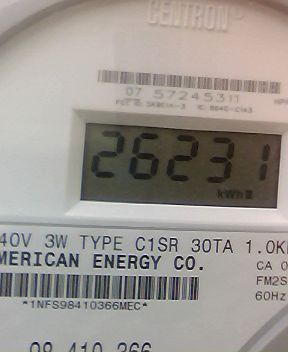 CENTRON®
07 57245311
26231
kWh
40V 3W TYPE C1SR 30TA 1.0K
MERICAN ENERGY CO.
CA 0
FM2S
60Hz
*1NFS98410366MEC*
98 410 366